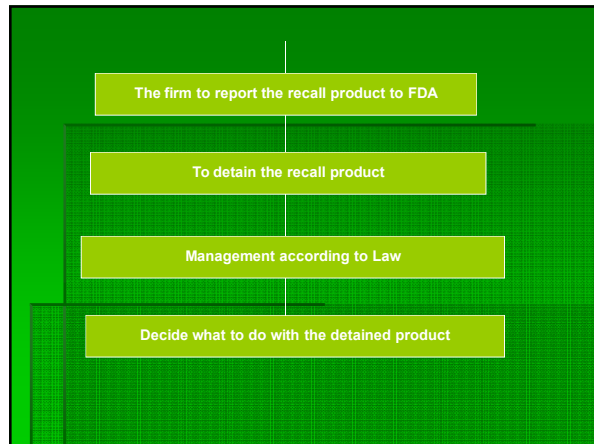 The firm to report the recall product to FDA
To detain the recall product
Management according to Law
Decide what to do with the detained product